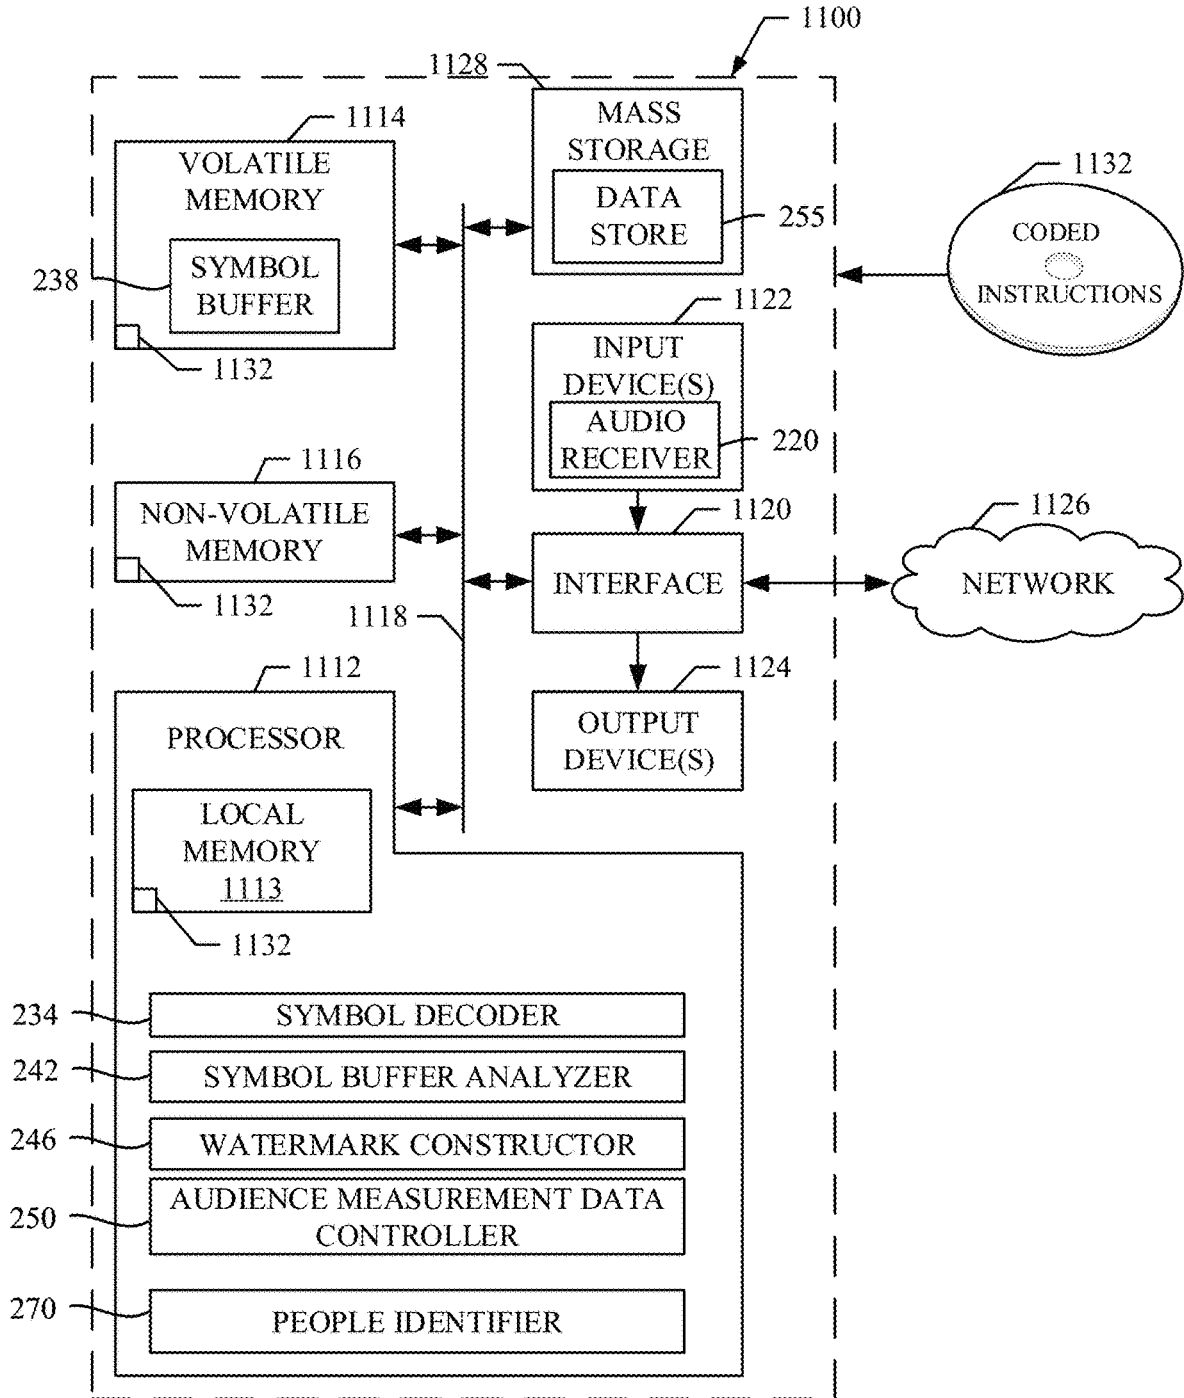 1100
1128
MASS
STORAGE
DATA
STORE
255
1114
VOLATILE
MEMORY
238
SYMBOL
BUFFER
1132
1132
CODED
INSTRUCTIONS
1122
INPUT
DEVICE(S)
AUDIO
RECEIVER
220
1116
NON-VOLATILE
MEMORY
1132
1120
INTERFACE
1126
NETWORK
1118
1124
OUTPUT
DEVICE(S)
1112
PROCESSOR
LOCAL
MEMORY
1113
1132
234
SYMBOL DECODER
242
SYMBOL BUFFER ANALYZER
246
WATERMARK CONSTRUCTOR
250
AUDIENCE MEASUREMENT DATA
CONTROLLER
270
PEOPLE IDENTIFIER